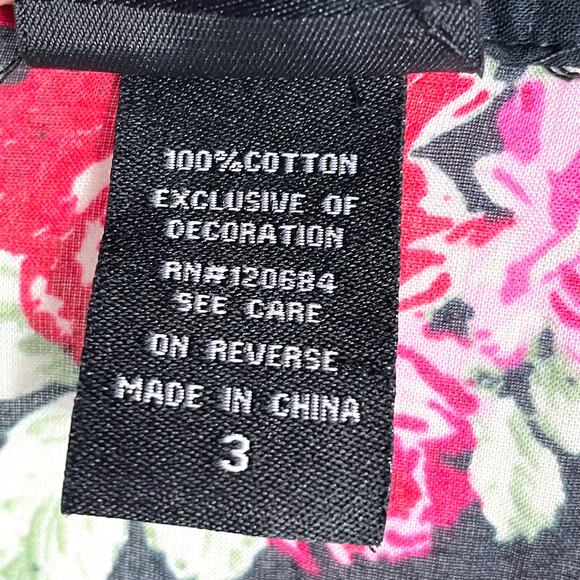 100%COTTON
EXCLUSIVE OF
DECORATION
RN#120684
SEE CARE
ON REVERSE
MADE IN CHINA
3